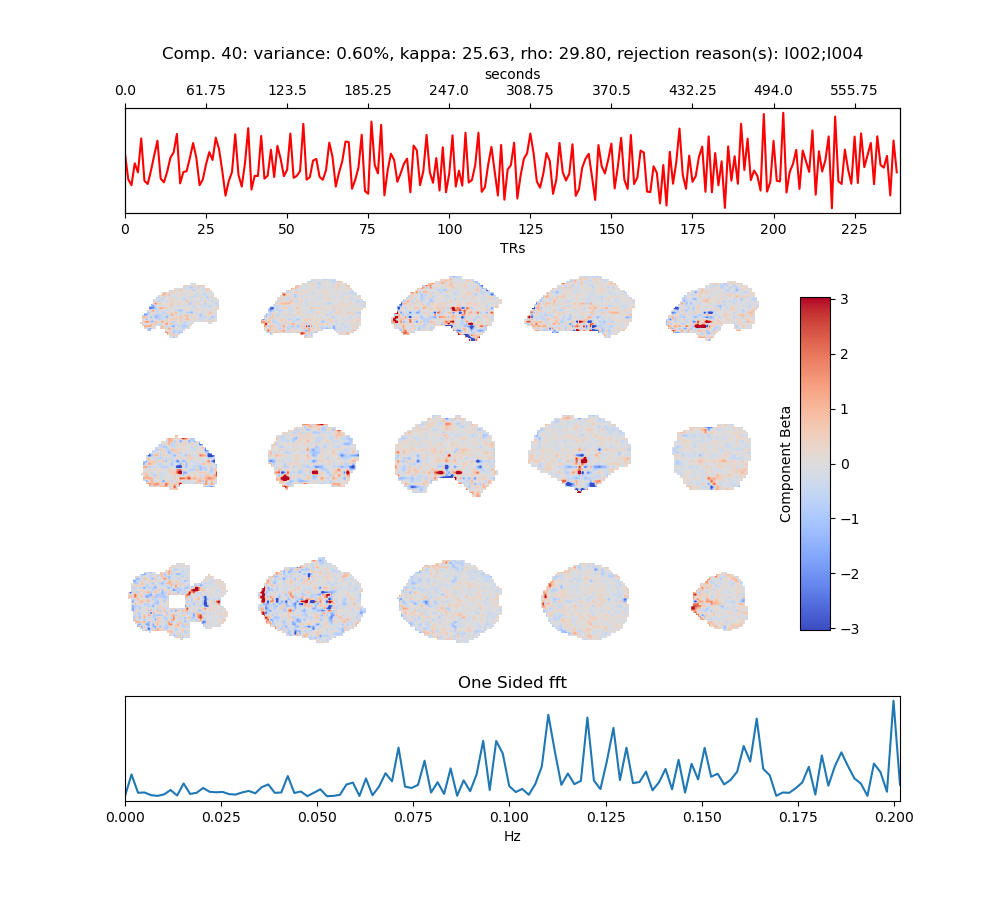 Comp. 40: variance: 0.60%, kappa: 25.63, rho: 29.80, rejection reason(s): I002;I004
seconds
0.0 61.75 123.5 185.25 247.0 308.75 370.5 432.25 494.0 555.75
0 25 50 75 100 125 150 175 200 225
TRs
3
2
1
0
−1
−2
−3
Component Beta
One Sided fft
0.000 0.025 0.050 0.075 0.100 0.125 0.150 0.175 0.200
Hz